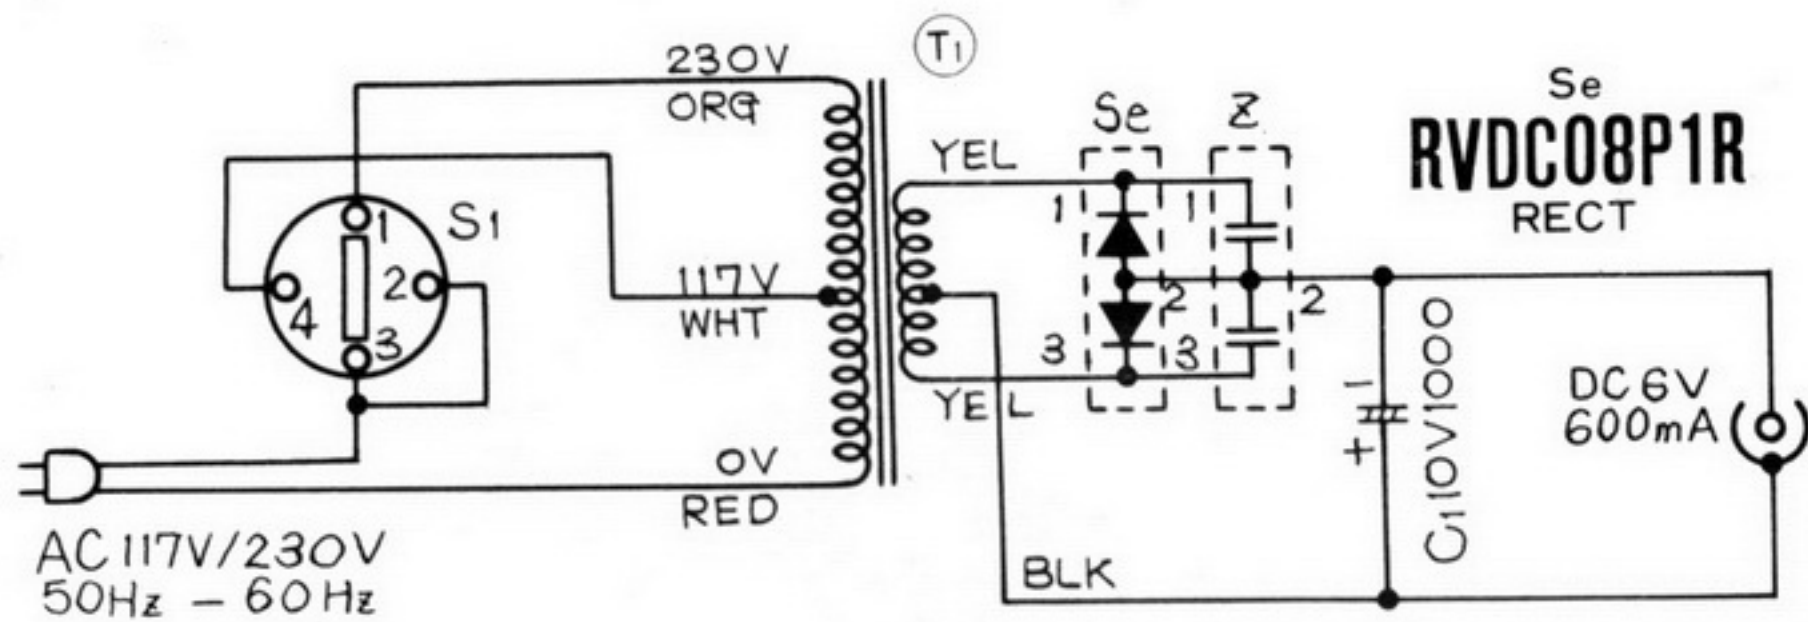 T1
230V
ORG
Se
Z
Se
RVDC08P1R
RECT
YEL
1
1
1
S1
4
2
3
117V
WHT
2
2
3
3
YEL
-
+
C1 10V1000
DC 6V
600mA
0V
RED
BLK
AC 117V/230V
50Hz - 60Hz